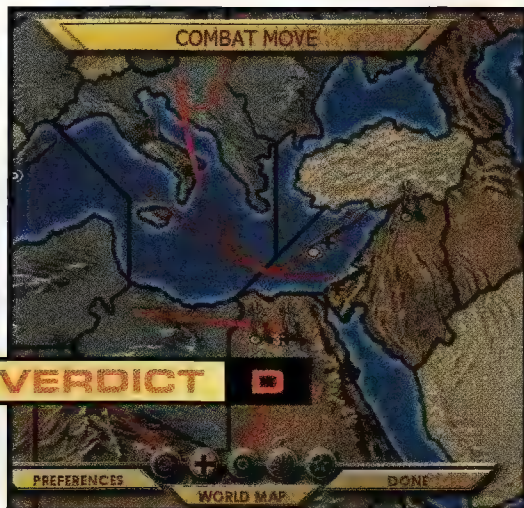 COMBAT MOVE
VERDICT D
PREFERENCES
DONE
WORLD MAP